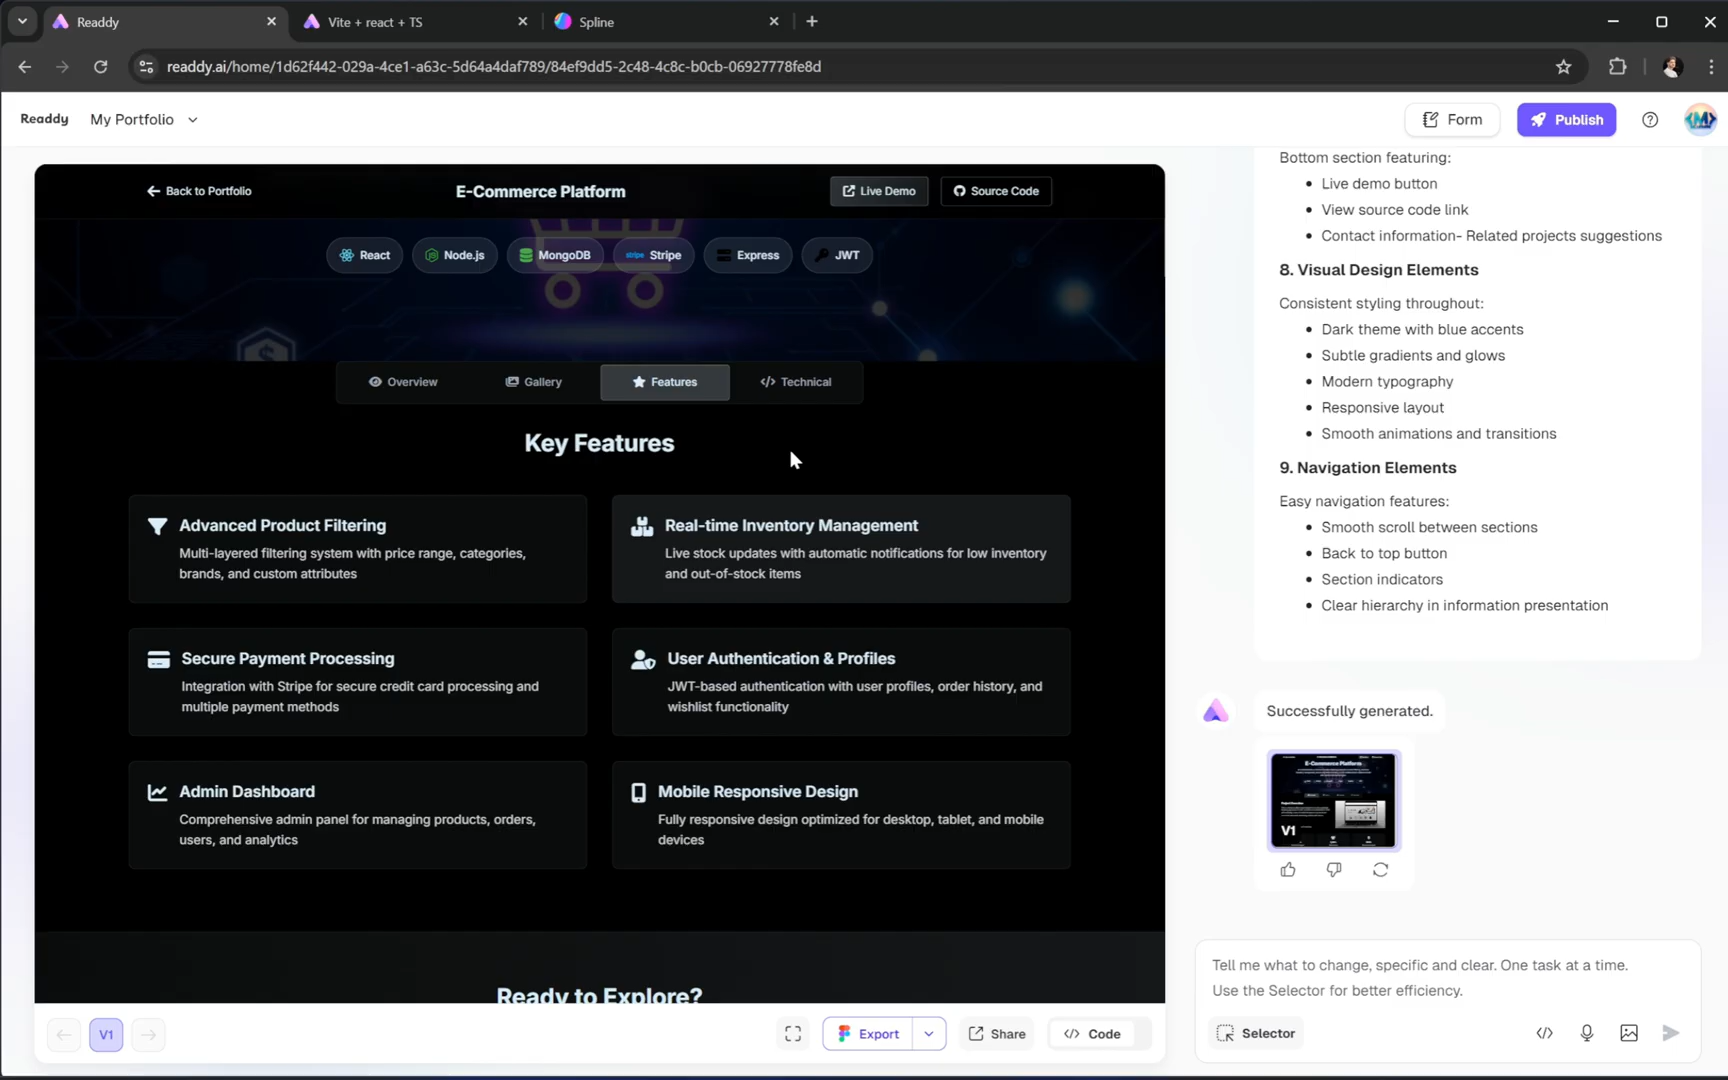 Readdy
Vite + react + TS
Spline
readdy.ai/home/1d62f442-029a-4ce1-a63c-5d64a4daf789/84ef9dd5-2c48-4c8c-b0cb-06927778fe8d
Readdy
My Portfolio
Form
Publish
Back to Portfolio
E-Commerce Platform
Live Demo
Source Code
React
Node.js
MongoDB
stripe Stripe
Express
JWT
Overview
Gallery
Features
Technical
Key Features
Advanced Product Filtering
Multi-layered filtering system with price range, categories,
brands, and custom attributes
Real-time Inventory Management
Live stock updates with automatic notifications for low inventory
and out-of-stock items
Secure Payment Processing
Integration with Stripe for secure credit card processing and
multiple payment methods
User Authentication & Profiles
JWT-based authentication with user profiles, order history, and
wishlist functionality
Admin Dashboard
Comprehensive admin panel for managing products, orders,
users, and analytics
Mobile Responsive Design
Fully responsive design optimized for desktop, tablet, and mobile
devices
Ready to Explore?
V1
Export
Share
Code
Bottom section featuring:
• Live demo button
• View source code link
• Contact information- Related projects suggestions
8. Visual Design Elements
Consistent styling throughout:
• Dark theme with blue accents
• Subtle gradients and glows
• Modern typography
• Responsive layout
• Smooth animations and transitions
9. Navigation Elements
Easy navigation features:
• Smooth scroll between sections
• Back to top button
• Section indicators
• Clear hierarchy in information presentation
Successfully generated.
E-Commerce Platform
V1
Tell me what to change, specific and clear. One task at a time.
Use the Selector for better efficiency.
Selector